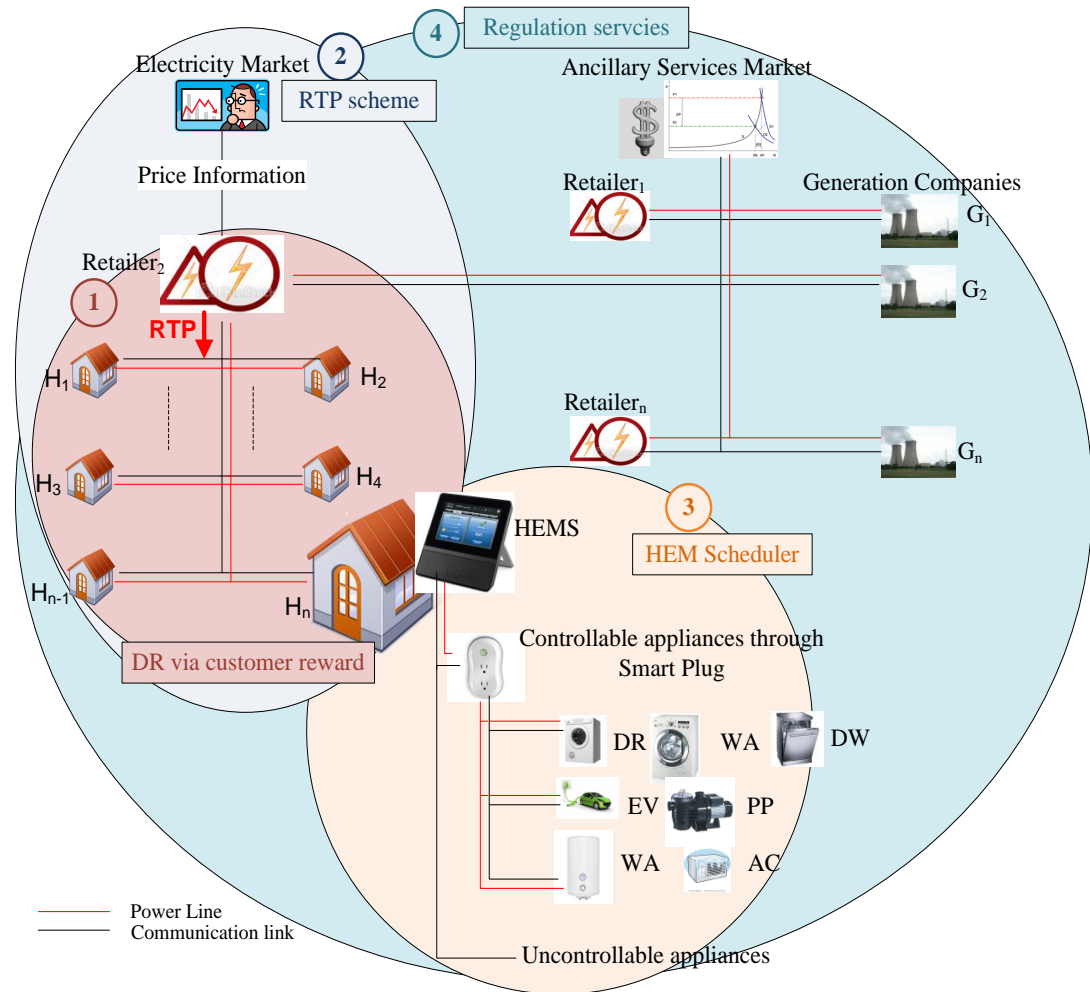 4
Regulation servcies
2
Electricity Market
RTP scheme
Ancillary Services Market
Price Information
Retailer1
Generation Companies
G1
Retailer2
1
G2
RTP
H1
H2
Retailern
Gn
H3
H4
3
HEMS
HEM Scheduler
Hn-1
Hn
DR via customer reward
Controllable appliances through
Smart Plug
DR
WA
DW
EV
PP
WA
AC
Power Line
Communication link
Uncontrollable appliances